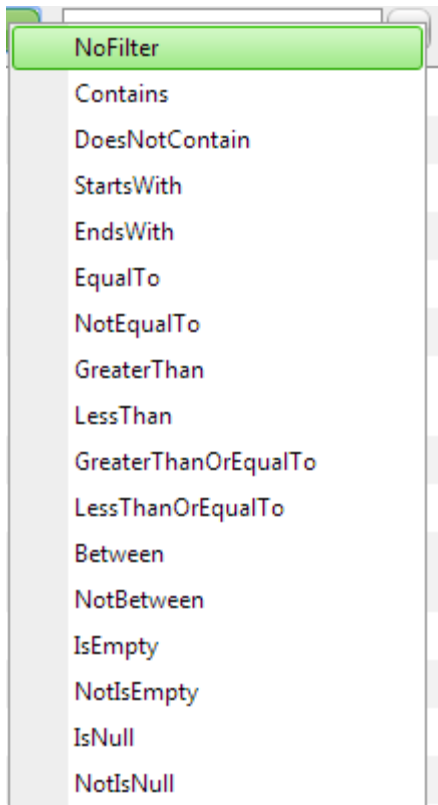 NoFilter
Contains
DoesNotContain
StartsWith
EndsWith
EqualTo
NotEqualTo
GreaterThan
LessThan
GreaterThanOrEqualTo
LessThanOrEqualTo
Between
NotBetween
IsEmpty
NotIsEmpty
IsNull
NotIsNull